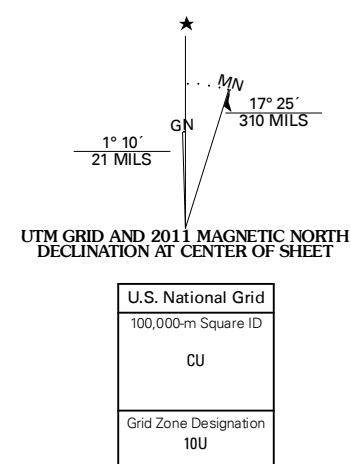 ★
MN
GN
17° 25´
310 MILS
1° 10´
21 MILS
UTM GRID AND 2011 MAGNETIC NORTH
DECLINATION AT CENTER OF SHEET
U.S. National Grid
100,000-m Square ID
CU
Grid Zone Designation
10U